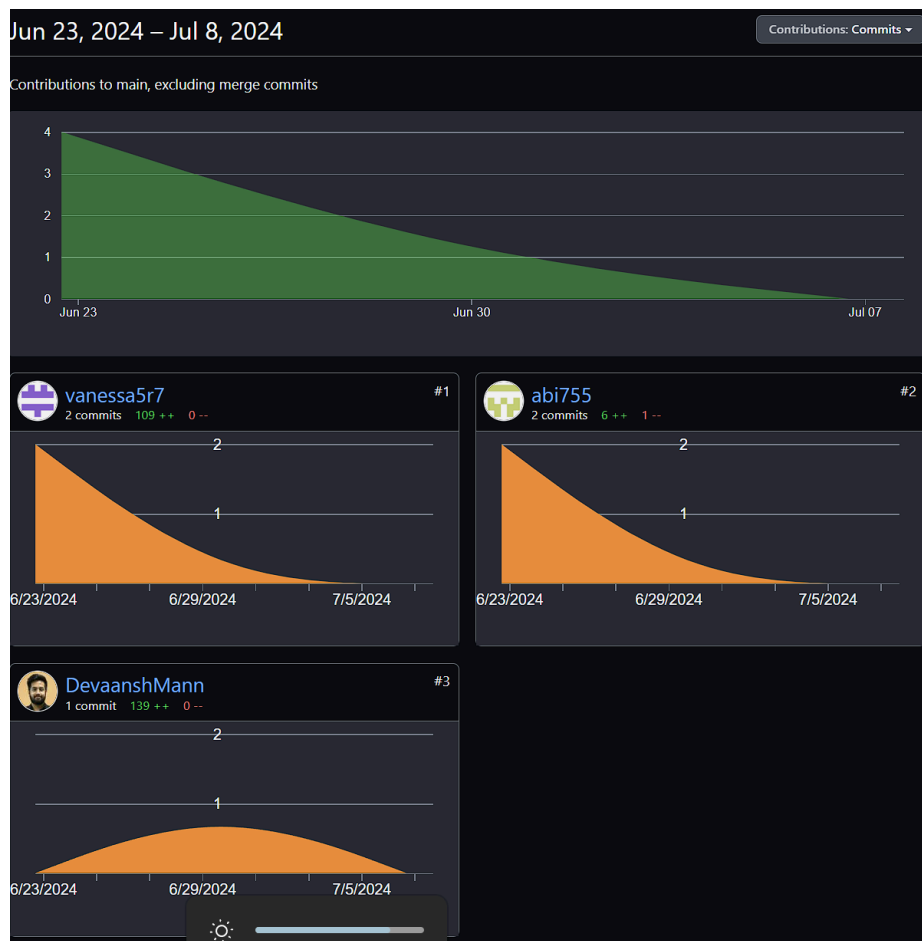 Jun 23, 2024 – Jul 8, 2024
Contributions: Commits
Contributions to main, excluding merge commits
4
3
2
1
0
Jun 23 Jun 30 Jul 07
vanessa5r7 #1
2 commits 109 ++ 0 --
2
1
6/23/2024 6/29/2024 7/5/2024
abi755 #2
2 commits 6 ++ 1 --
2
1
6/23/2024 6/29/2024 7/5/2024
DevaanshMann #3
1 commit 139 ++ 0 --
2
1
6/23/2024 6/29/2024 7/5/2024